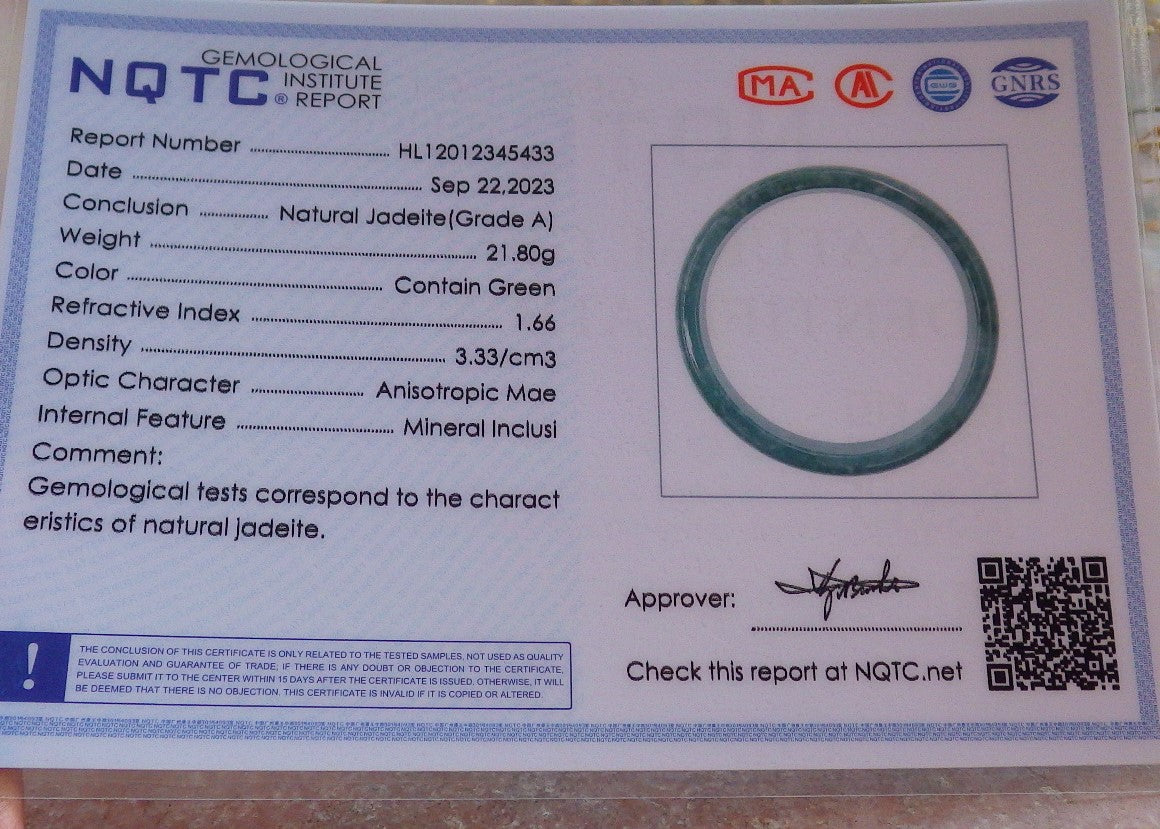 NQTC® GEMOLOGICAL INSTITUTE REPORT
MA
GNRS
Report Number HL12012345433
Date Sep 22,2023
Conclusion Natural Jadeite(Grade A)
Weight 21.80g
Color Contain Green
Refractive Index 1.66
Density 3.33/cm3
Optic Character Anisotropic Mae
Internal Feature Mineral Inclusi
Comment:
Gemological tests correspond to the charact
eristics of natural jadeite.
Approver:
Check this report at NQTC.net
! THE CONCLUSION OF THIS CERTIFICATE IS ONLY RELATED TO THE TESTED SAMPLES, NOT USED AS QUALITY
EVALUATION AND GUARANTEE OF TRADE; IF THERE IS ANY DOUBT OR OBJECTION TO THE CERTIFICATE,
PLEASE SUBMIT IT TO THE CENTER WITHIN 15 DAYS AFTER THE CERTIFICATE IS ISSUED. OTHERWISE, IT WILL
BE DEEMED THAT THERE IS NO OBJECTION. THIS CERTIFICATE IS INVALID IF IT IS COPIED OR ALTERED.